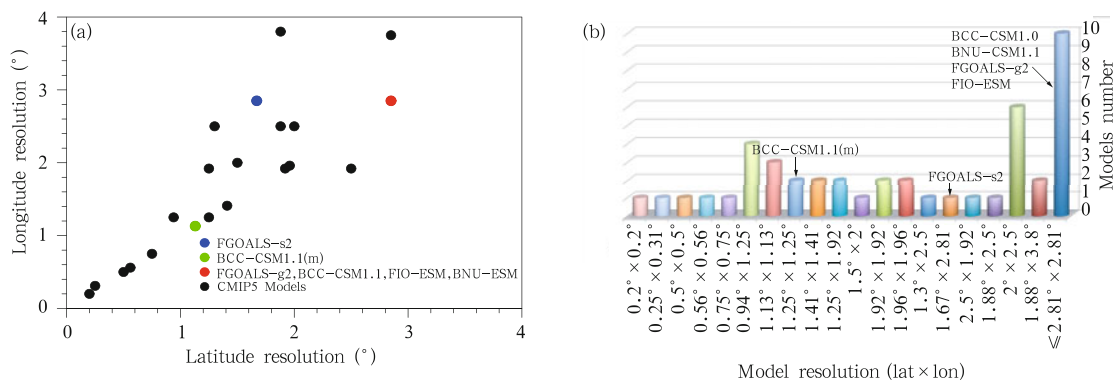 (a)
4
3
2
1
0
Longitude resolution (°)
FGOALS-s2
BCC-CSM1.1(m)
FGOALS-g2,BCC-CSM1.1,FIO-ESM,BNU-ESM
CMIP5 Models
0 1 2 3 4
Latitude resolution (°)
(b)
BCC-CSM1.0
BNU-CSM1.1
FGOALS-g2
FIO-ESM
BCC-CSM1.1(m)
FGOALS-s2
10
9
8
7
6
5
4
3
2
1
0
Models number
0.2°×0.2°
0.25°×0.31°
0.5°×0.5°
0.56°×0.56°
0.75°×0.75°
0.94°×1.25°
1.13°×1.13°
1.25°×1.25°
1.41°×1.41°
1.25°×1.92°
1.5°×2°
1.92°×1.92°
1.96°×1.96°
1.3°×2.5°
1.67°×2.81°
2.5°×1.92°
1.88°×2.5°
2°×2.5°
1.88°×3.8°
⩽2.81°×2.81°
Model resolution (lat×lon)